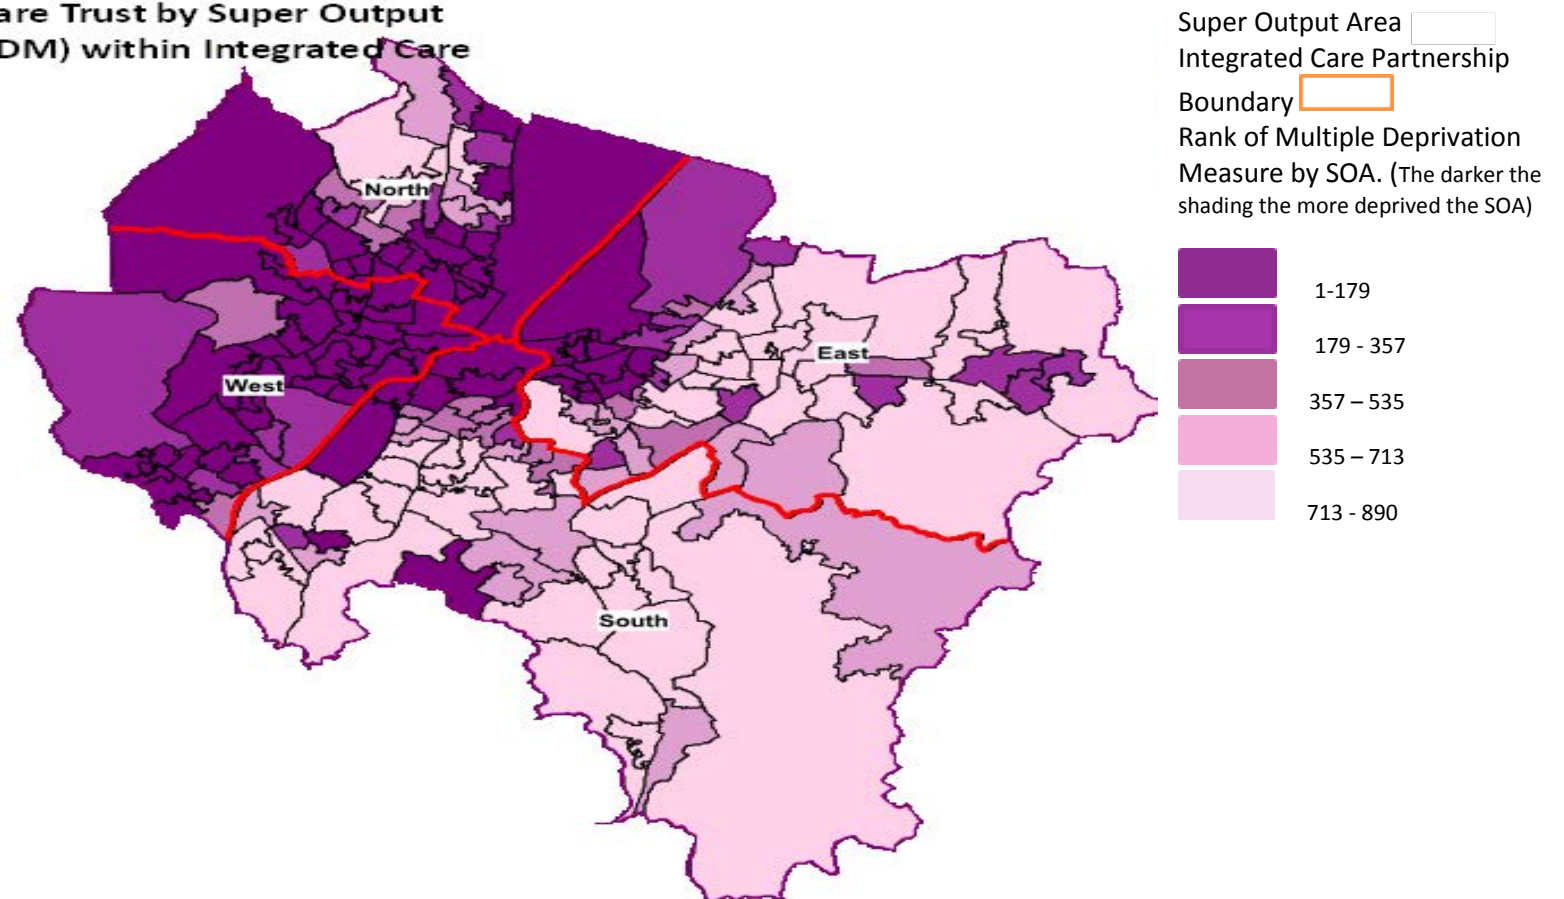 are Trust by Super Output
DM) within Integrated Care
Super Output Area
Integrated Care Partnership
Boundary
Rank of Multiple Deprivation
Measure by SOA. (The darker the
shading the more deprived the SOA)
1-179
179 - 357
357 – 535
535 – 713
713 - 890
North
East
West
South